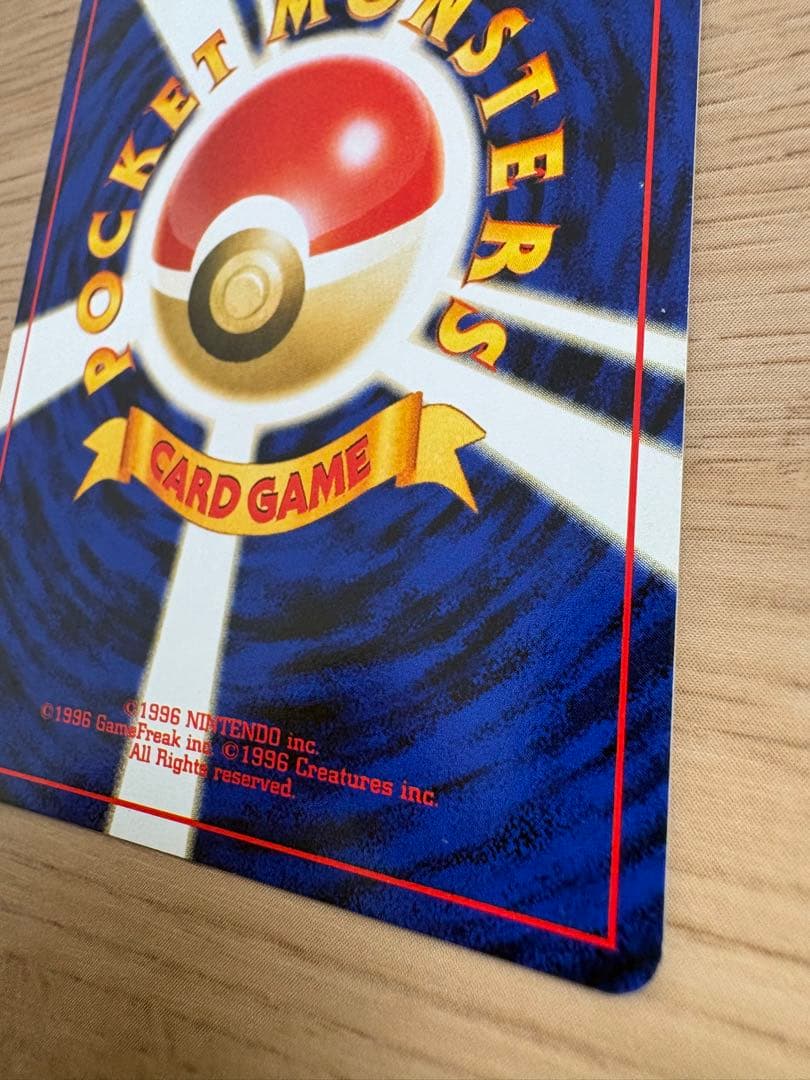 POCKET MONSTERS
CARD GAME
©1996 NINTENDO inc.
©1996 GameFreak inc. ©1996 Creatures inc.
All Rights reserved.